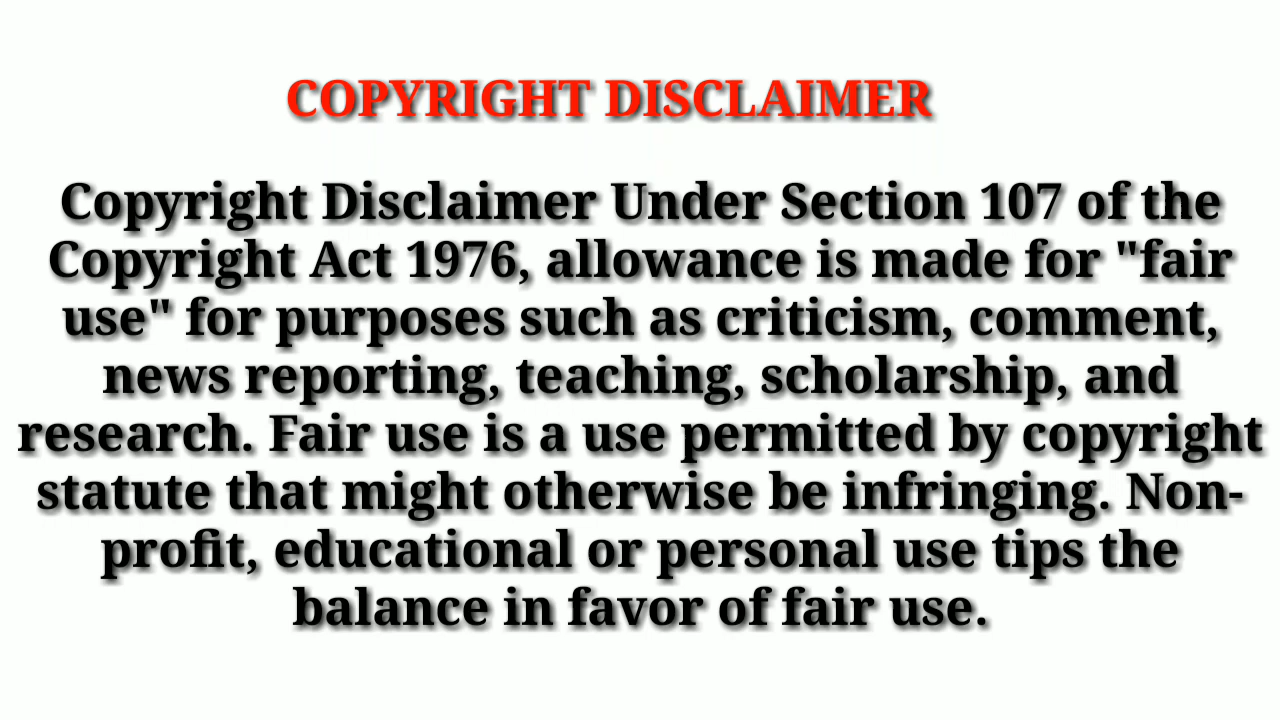 COPYRIGHT DISCLAIMER
Copyright Disclaimer Under Section 107 of the
Copyright Act 1976, allowance is made for "fair
use" for purposes such as criticism, comment,
news reporting, teaching, scholarship, and
research. Fair use is a use permitted by copyright
statute that might otherwise be infringing. Non-
profit, educational or personal use tips the
balance in favor of fair use.